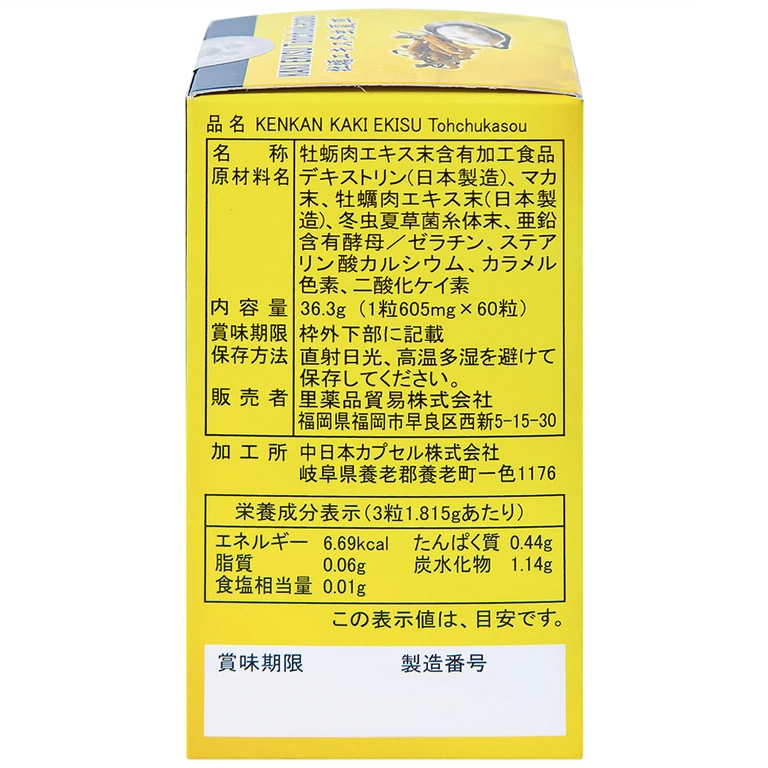 KAKI EKISU Tohchukasou
品名 KENKAN KAKI EKISU Tohchukasou
名称 牡蛎肉エキス末含有加工食品
原材料名 デキストリン(日本製造)、マカ
末、牡蠣肉エキス末(日本製
造)、冬虫夏草菌糸体末、亜鉛
含有酵母/ゼラチン、ステア
リン酸カルシウム、カラメル
色素、二酸化ケイ素
内容量 36.3g (1粒605mg×60粒)
賞味期限 枠外下部に記載
保存方法 直射日光、高温多湿を避けて
保存してください。
販売者 里薬品貿易株式会社
福岡県福岡市早良区西新5-15-30
加工所 中日本カプセル株式会社
岐阜県養老郡養老町一色1176
栄養成分表示(3粒1.815gあたり)
エネルギー 6.69kcal たんぱく質 0.44g
脂質 0.06g 炭水化物 1.14g
食塩相当量 0.01g
この表示値は、目安です。
賞味期限 製造番号